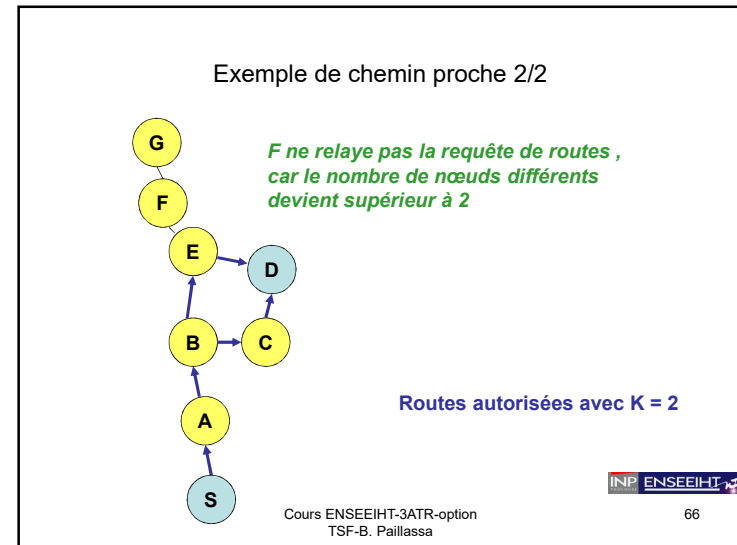 Exemple de chemin proche 2/2
G
F ne relaye pas la requête de routes ,
car le nombre de nœuds différents
devient supérieur à 2
F
E
D
B
C
Routes autorisées avec K = 2
A
S
INP ENSEEIHT
Cours ENSEEIHT-3ATR-option
TSF-B. Paillassa
66